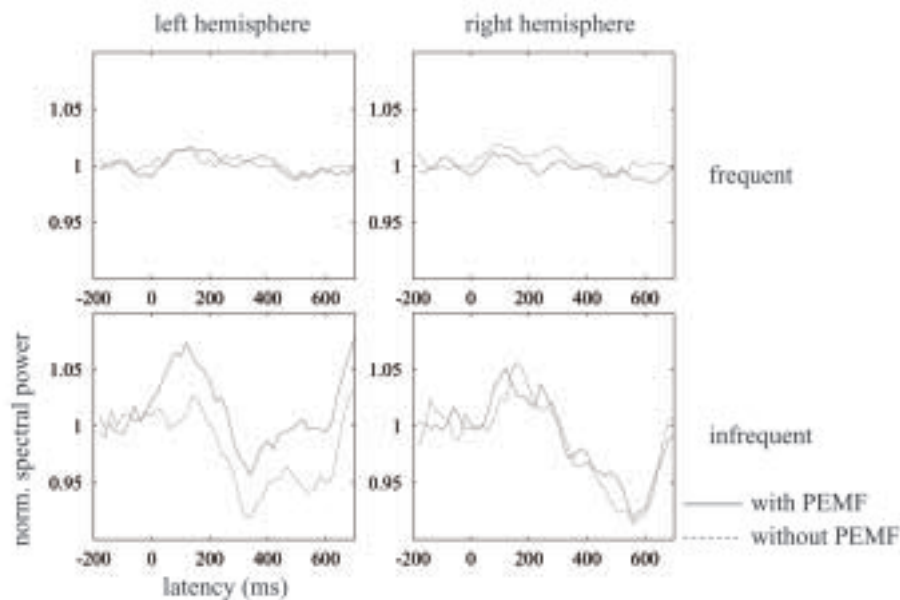 left hemisphere right hemisphere
1.05 1.05
1 1 frequent
0.95 0.95
-200 0 200 400 600 -200 0 200 400 600
norm. spectral power
1.05 1.05
1 1 infrequent
0.95 0.95
with PEMF
without PEMF
-200 0 200 400 600 -200 0 200 400 600
latency (ms)